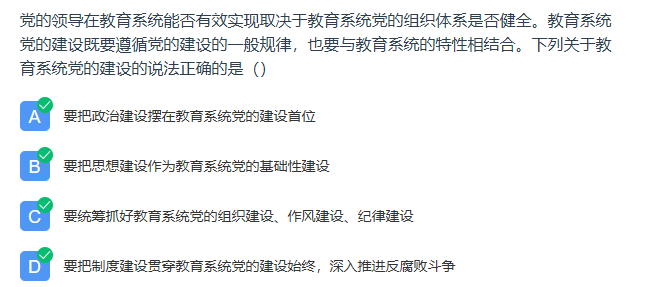 党的领导在教育系统能否有效实现取决于教育系统党的组织体系是否健全。教育系统
党的建设既要遵循党的建设的一般规律，也要与教育系统的特性相结合。下列关于教
育系统党的建设的说法正确的是（）
A 要把政治建设摆在教育系统党的建设首位
B 要把思想建设作为教育系统党的基础性建设
C 要统筹抓好教育系统党的组织建设、作风建设、纪律建设
D 要把制度建设贯穿教育系统党的建设始终，深入推进反腐败斗争